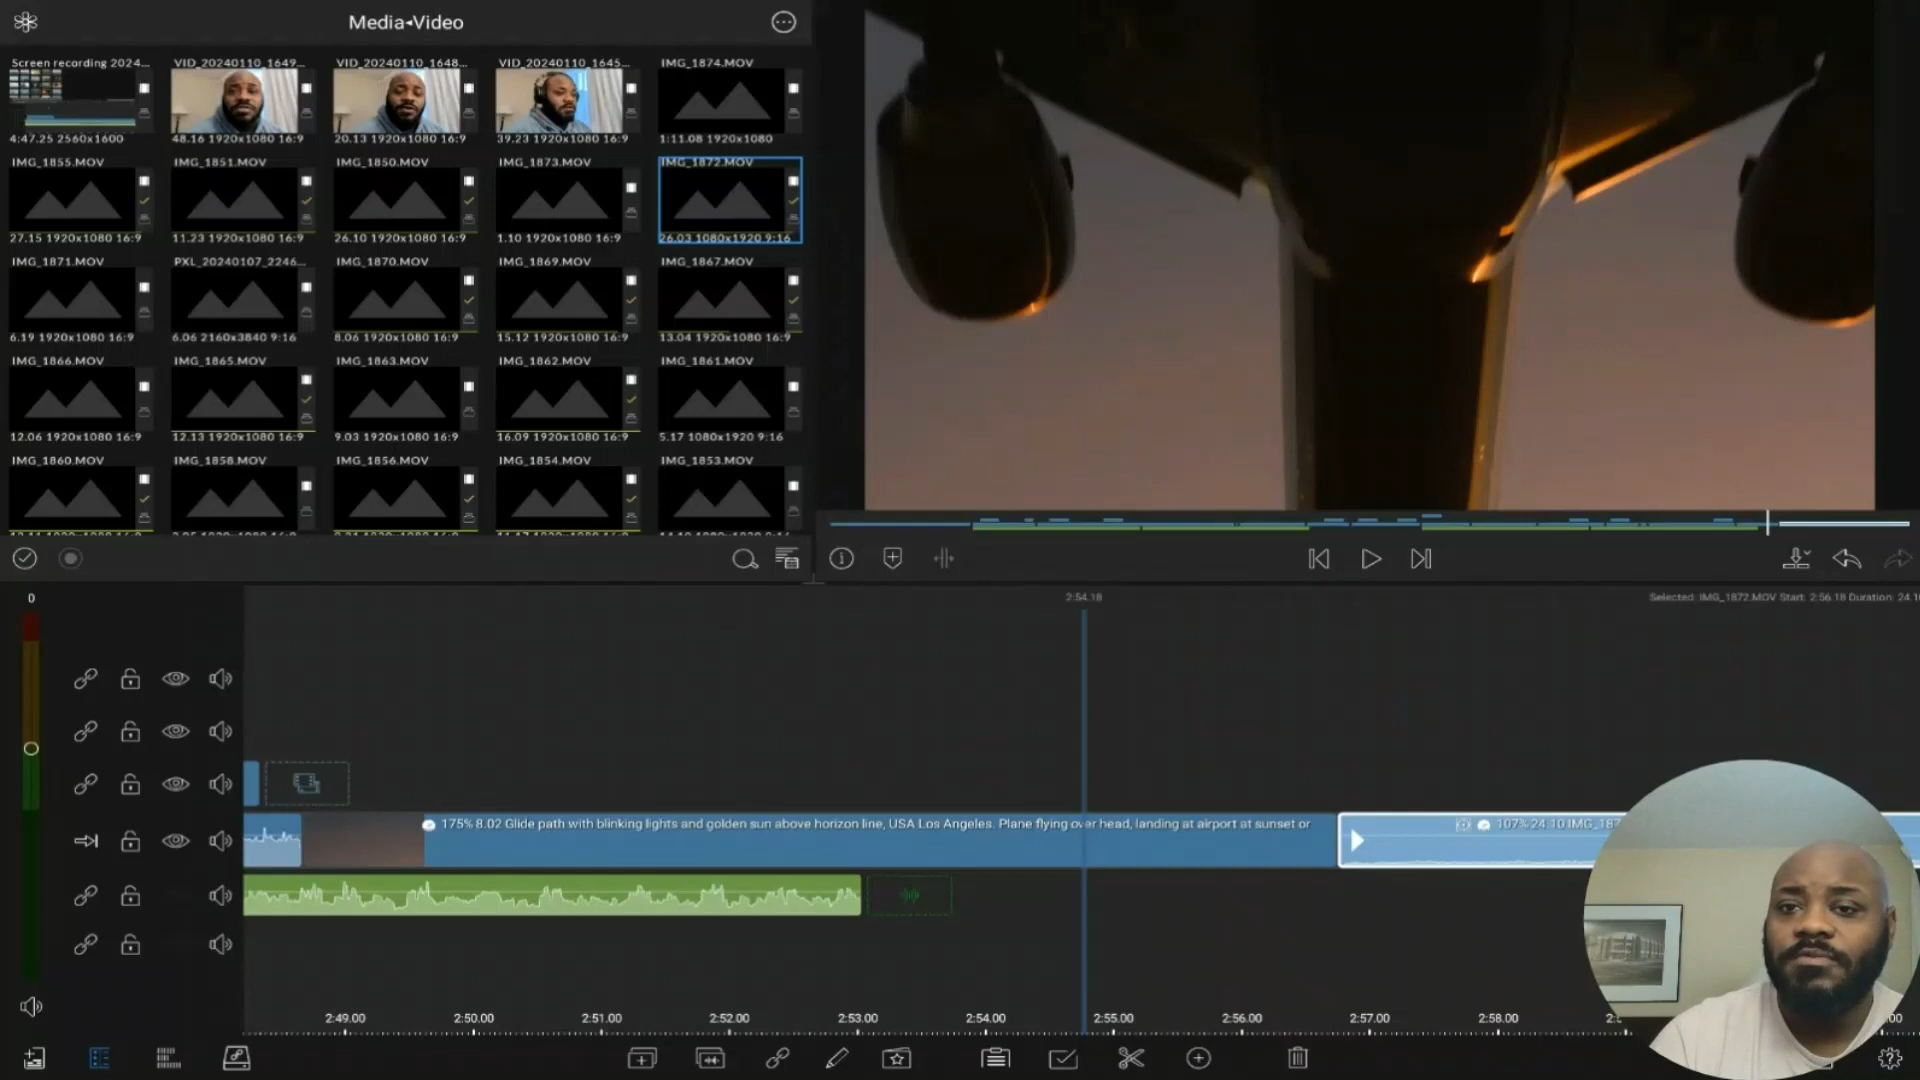 Media◂Video
Screen recording 2024...
VID_20240110_1649...
VID_20240110_1648...
VID_20240110_1645...
IMG_1874.MOV
4:47.25 2560x1600
48.16 1920x1080 16:9
20.13 1920x1080 16:9
39.23 1920x1080 16:9
1:11.08 1920x1080
IMG_1855.MOV
IMG_1851.MOV
IMG_1850.MOV
IMG_1873.MOV
IMG_1872.MOV
27.15 1920x1080 16:9
11.23 1920x1080 16:9
26.10 1920x1080 16:9
1.10 1920x1080 16:9
26.03 1080x1920 9:16
IMG_1871.MOV
PXL_20240107_2246...
IMG_1870.MOV
IMG_1869.MOV
IMG_1867.MOV
6.19 1920x1080 16:9
6.06 2160x3840 9:16
8.06 1920x1080 16:9
15.12 1920x1080 16:9
13.04 1920x1080 16:9
IMG_1866.MOV
IMG_1865.MOV
IMG_1863.MOV
IMG_1862.MOV
IMG_1861.MOV
12.06 1920x1080 16:9
12.13 1920x1080 16:9
9.03 1920x1080 16:9
16.09 1920x1080 16:9
5.17 1080x1920 9:16
IMG_1860.MOV
IMG_1858.MOV
IMG_1856.MOV
IMG_1854.MOV
IMG_1853.MOV
0
2:54.18
Selected: IMG_1872.MOV Start: 2:56.18 Duration: 24.1
175% 8.02 Glide path with blinking lights and golden sun above horizon line, USA Los Angeles. Plane flying over head, landing at airport at sunset or
107% 24.10 IMG_187
2:49.00
2:50.00
2:51.00
2:52.00
2:53.00
2:54.00
2:55.00
2:56.00
2:57.00
2:58.00